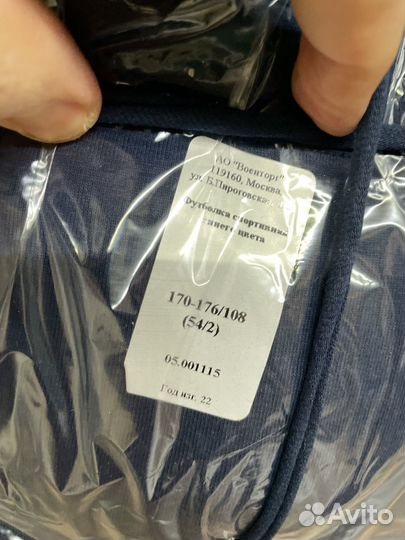 АО "Военторг"
119160, Москва
ул. Б.Пироговская
Футболка спортивная
синего цвета
170-176/108
(54/2)
05.001115
Год изг. 22
Avito